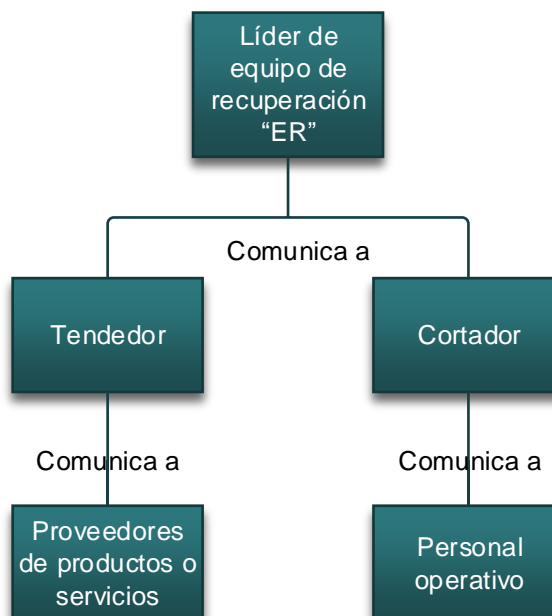 Líder de
equipo de
recuperación
“ER”
Comunica a
Tendedor
Cortador
Comunica a
Comunica a
Proveedores
de productos o
servicios
Personal
operativo